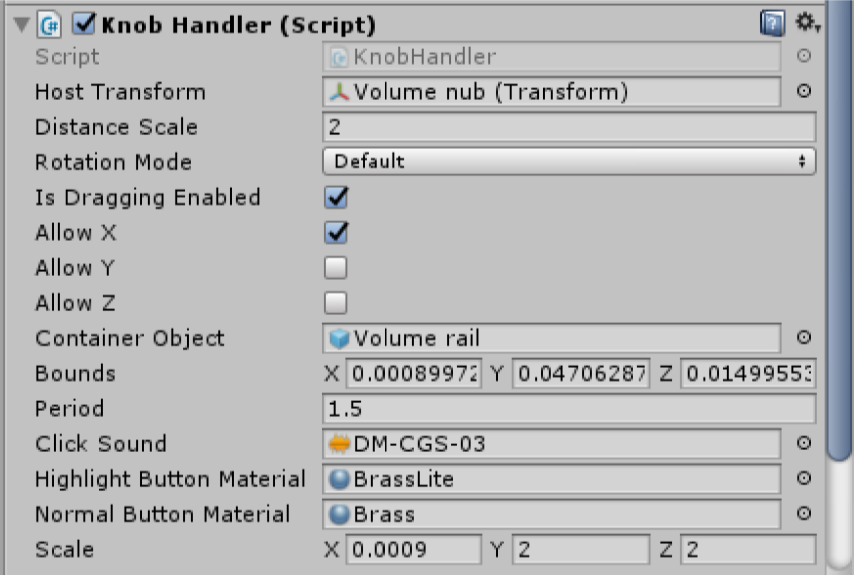 Knob Handler (Script)
Script KnobHandler
Host Transform Volume nub (Transform)
Distance Scale 2
Rotation Mode Default
Is Dragging Enabled
Allow X
Allow Y
Allow Z
Container Object Volume rail
Bounds X 0.00089972 Y 0.04706287 Z 0.01499553
Period 1.5
Click Sound DM-CGS-03
Highlight Button Material BrassLite
Normal Button Material Brass
Scale X 0.0009 Y 2 Z 2